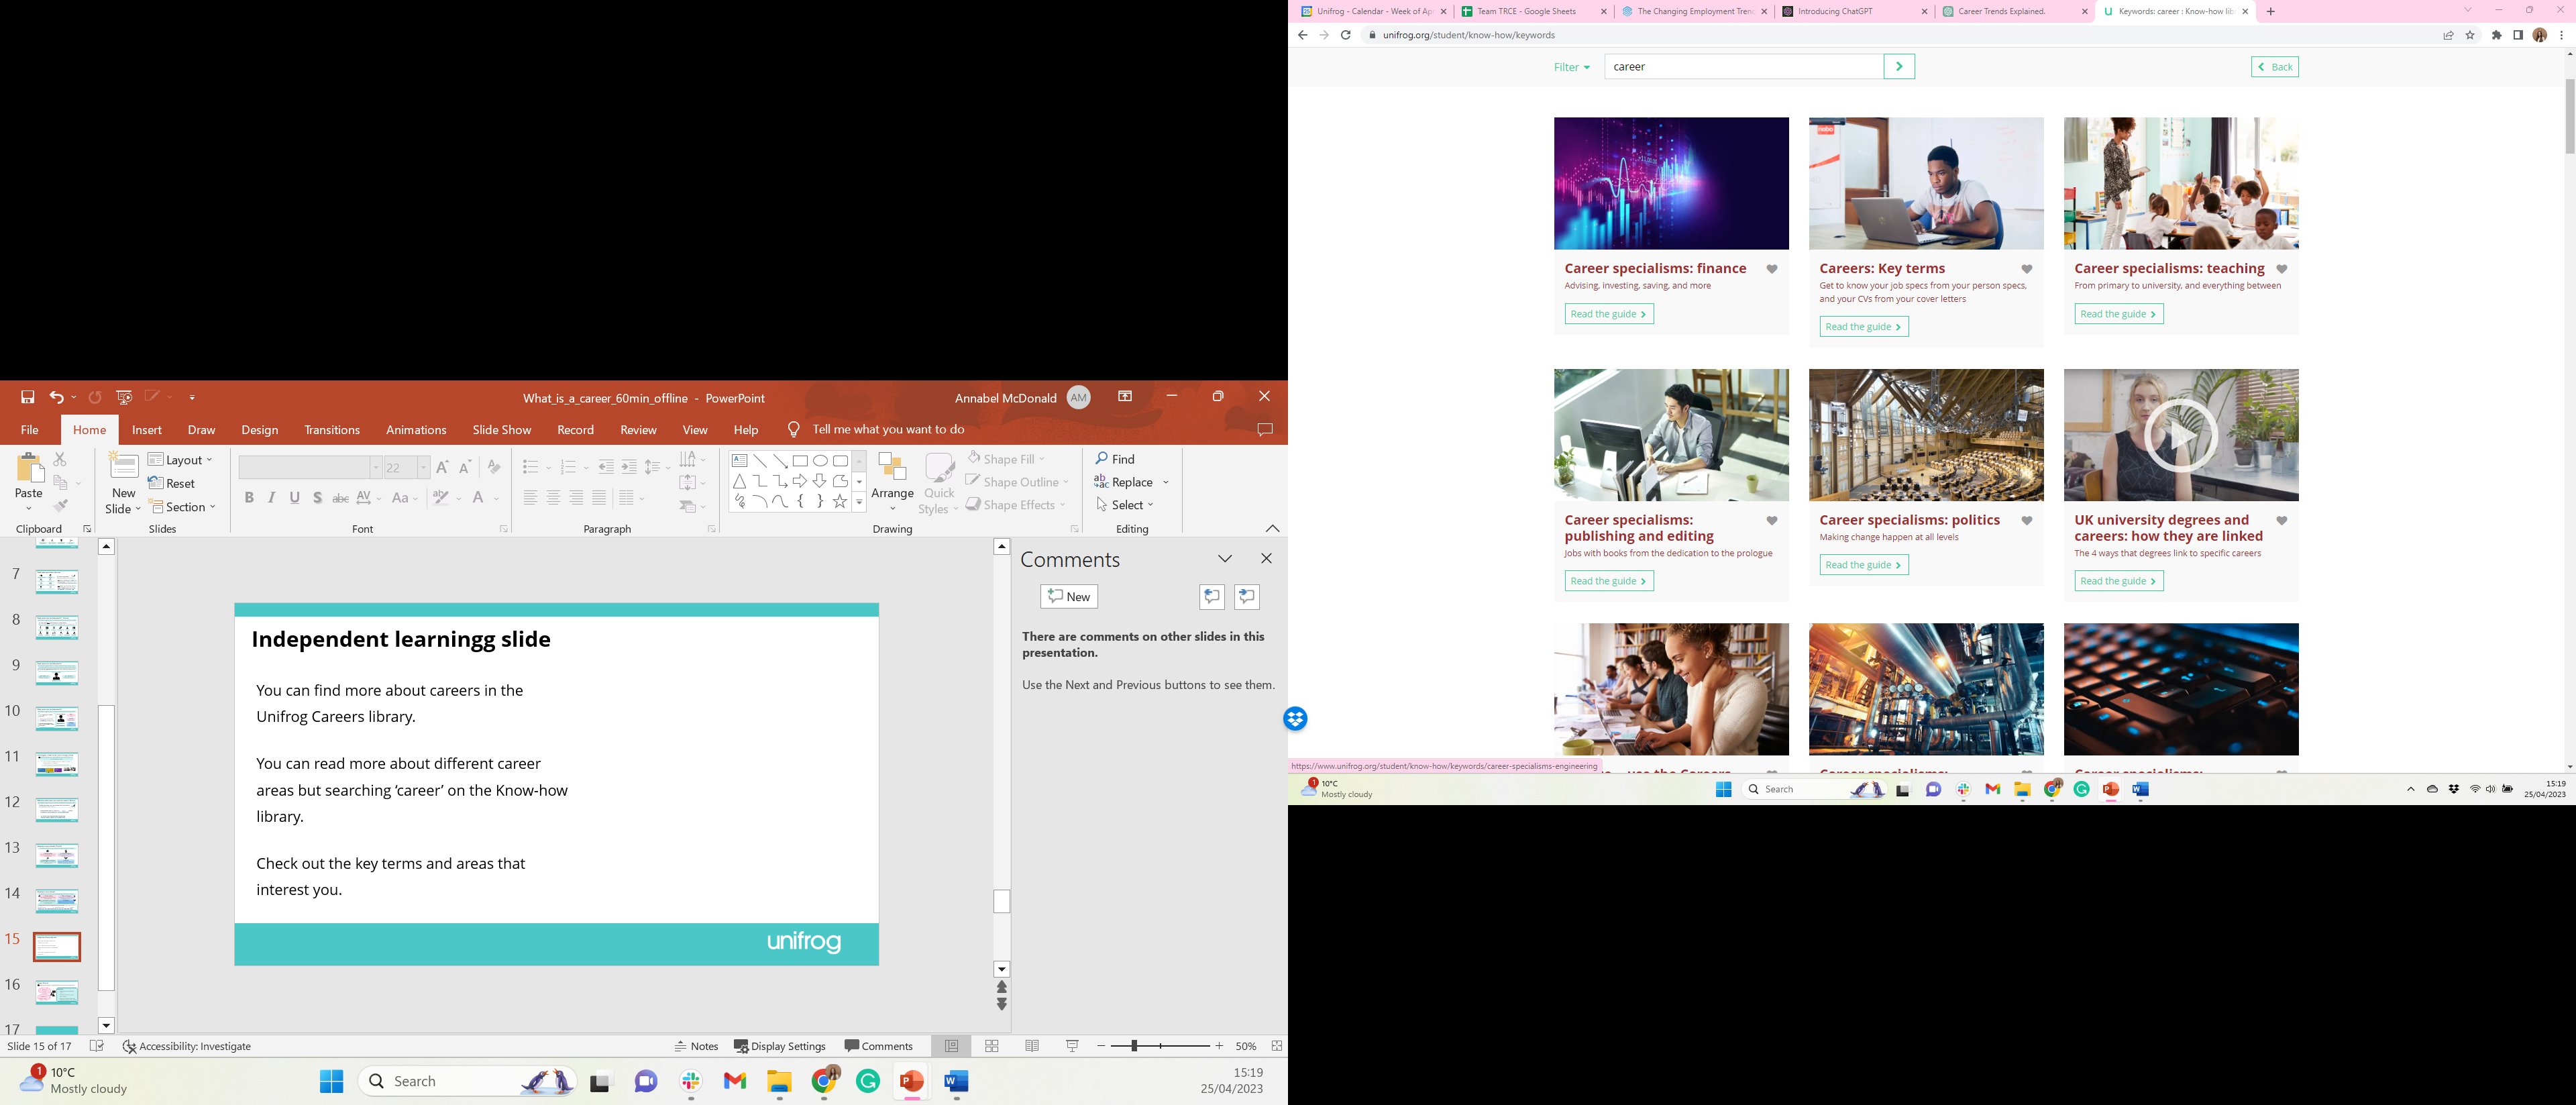 What_is_a_career_60min_offline - PowerPoint
Annabel McDonald
AM
File Home Insert Draw Design Transitions Animations Slide Show Record Review View Help Tell me what you want to do
Paste
Clipboard
New
Slide
Layout
Reset
Section
Slides
22
B I U S abc AV Aa A
Font
Paragraph
Arrange
Quick
Styles
Shape Fill
Shape Outline
Shape Effects
Drawing
Find
Replace
Select
Editing
7
8
9
10
11
12
13
14
15
16
17
Independent learningg slide
You can find more about careers in the
Unifrog Careers library.
You can read more about different career
areas but searching ‘career’ on the Know-how
library.
Check out the key terms and areas that
interest you.
unifrog
Comments
New
There are comments on other slides in this
presentation.
Use the Next and Previous buttons to see them.
Slide 15 of 17
Accessibility: Investigate
Notes
Display Settings
Comments
50%
1
10°C
Mostly cloudy
Search
15:19
25/04/2023
Unifrog - Calendar - Week of Ap
Team TRCE - Google Sheets
The Changing Employment Tren
Introducing ChatGPT
Career Trends Explained.
Keywords: career : Know-how lib
unifrog.org/student/know-how/keywords
Filter
career
Back
Career specialisms: finance
Advising, investing, saving, and more
Read the guide
Careers: Key terms
Get to know your job specs from your person specs,
and your CVs from your cover letters
Read the guide
Career specialisms: teaching
From primary to university, and everything between
Read the guide
Career specialisms:
publishing and editing
Jobs with books from the dedication to the prologue
Read the guide
Career specialisms: politics
Making change happen at all levels
Read the guide
UK university degrees and
careers: how they are linked
The 4 ways that degrees link to specific careers
Read the guide
https://www.unifrog.org/student/know-how/keywords/career-specialisms-engineering
use the Careers
Career specialisms:
Career specialisms:
1
10°C
Mostly cloudy
Search
15:19
25/04/2023